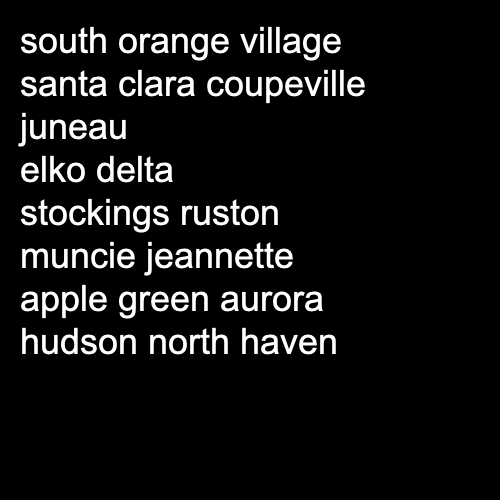 south orange village
santa clara coupeville
juneau
elko delta
stockings ruston
muncie jeannette
apple green aurora
hudson north haven